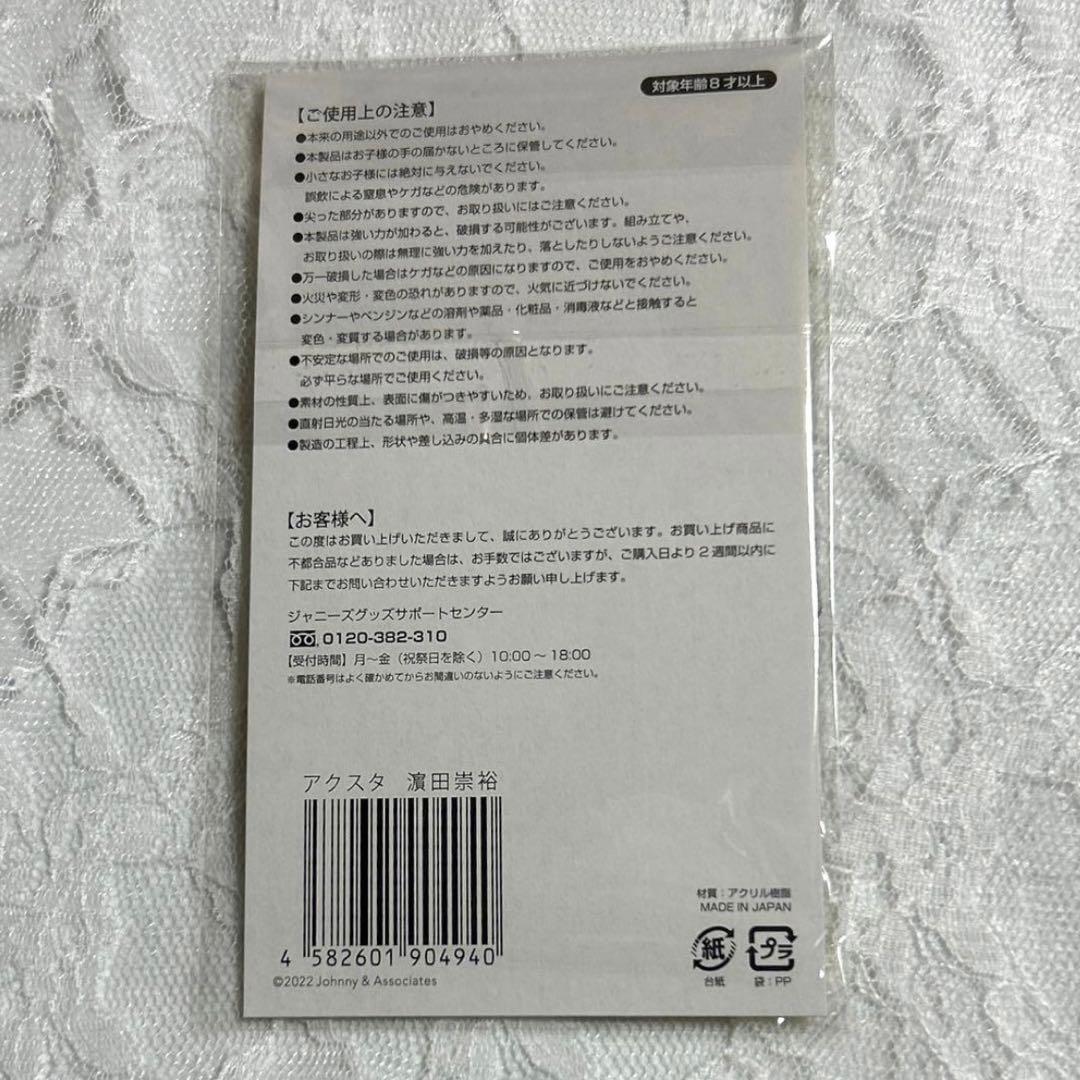 対象年齢8才以上
【ご使用上の注意】
●本来の用途以外でのご使用はおやめください。
●本製品はお子様の手の届かないところに保管してください。
●小さなお子様には絶対に与えないでください。
誤飲による窒息やケガなどの危険があります。
●尖った部分がありますので、お取り扱いにはご注意ください。
●本製品は強い力が加わると、破損する可能性がございます。組み立てや、
お取り扱いの際は無理に強い力を加えたり、落としたりしないようご注意ください。
●万一破損した場合はケガなどの原因になりますので、ご使用をおやめください。
●火災や変形・変色の恐れがありますので、火気に近づけないでください。
●シンナーやベンジンなどの溶剤や薬品・化粧品・消毒液などと接触すると
変色・変質する場合があります。
●不安定な場所でのご使用は、破損等の原因となります。
必ず平らな場所でご使用ください。
●素材の性質上、表面に傷がつきやすいため、お取り扱いにご注意ください。
●直射日光の当たる場所や、高温・多湿な場所での保管は避けてください。
●製造の工程上、形状や差し込みの具合に個体差があります。
【お客様へ】
この度はお買い上げいただきまして、誠にありがとうございます。お買い上げ商品に
不都合品などありました場合は、お手数ではございますが、ご購入日より2週間以内に
下記までお問い合わせいただきますようお願い申し上げます。
ジャニーズグッズサポートセンター
0120-382-310
【受付時間】月〜金（祝祭日を除く）10:00〜18:00
※電話番号はよく確かめてからお間違いのないようにご注意ください。
アクスタ 濵田崇裕
4 582601 904940
©2022 Johnny & Associates
材質：アクリル樹脂
MADE IN JAPAN
紙 プラ
台紙 袋：PP